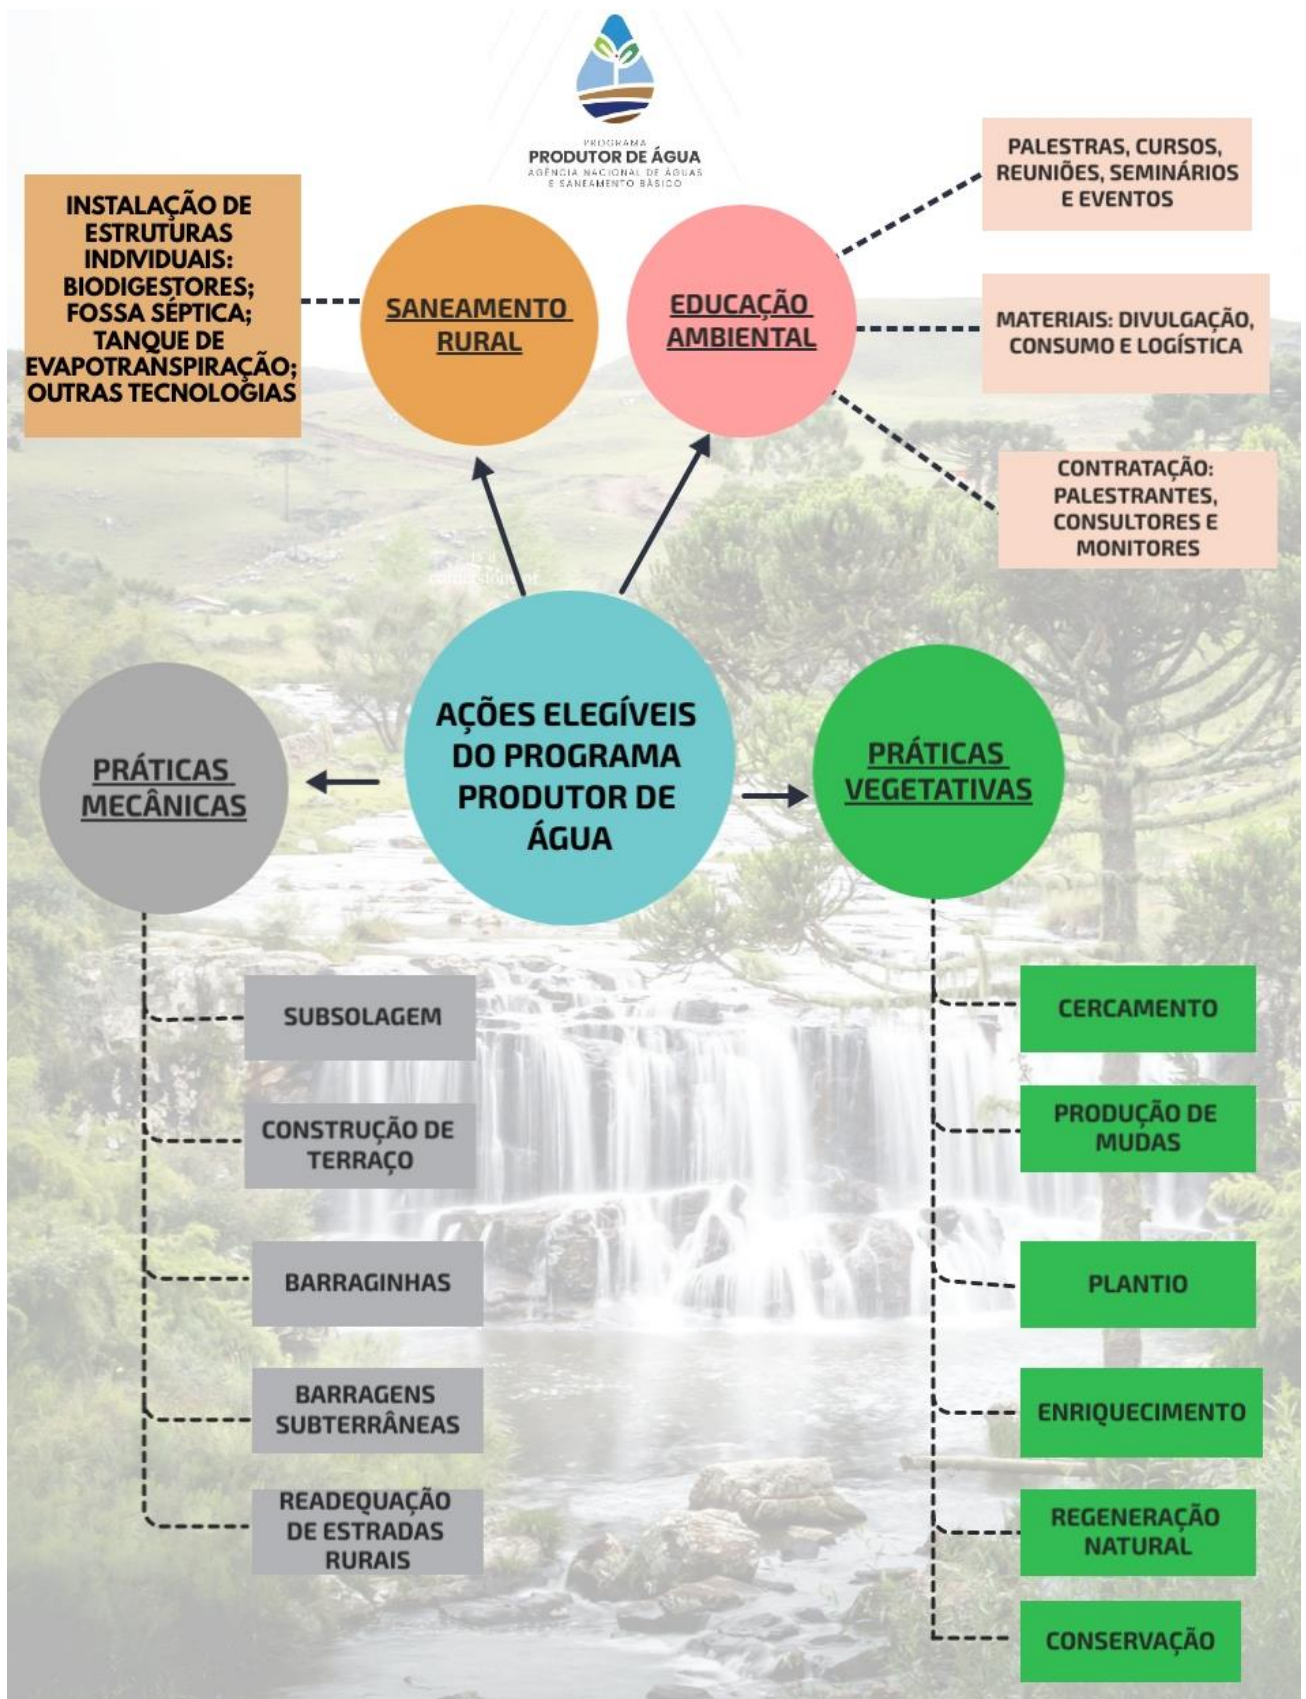 PROGRAMA
PRODUTOR DE ÁGUA
AGÊNCIA NACIONAL DE ÁGUAS
E SANEAMENTO BÁSICO
INSTALAÇÃO DE
ESTRUTURAS
INDIVIDUAIS:
BIODIGESTORES;
FOSSA SÉPTICA;
TANQUE DE
EVAPOTRANSPIRAÇÃO;
OUTRAS TECNOLOGIAS
SANEAMENTO
RURAL
EDUCAÇÃO
AMBIENTAL
PALESTRAS, CURSOS,
REUNIÕES, SEMINÁRIOS
E EVENTOS
MATERIAIS: DIVULGAÇÃO,
CONSUMO E LOGÍSTICA
CONTRATAÇÃO:
PALESTRANTES,
CONSULTORES E
MONITORES
AÇÕES ELEGÍVEIS
DO PROGRAMA
PRODUTOR DE
ÁGUA
PRÁTICAS
MECÂNICAS
SUBSOLAGEM
CONSTRUÇÃO DE
TERRAÇO
BARRAGINHAS
BARRAGENS
SUBTERRÂNEAS
READEQUAÇÃO
DE ESTRADAS
RURAIS
PRÁTICAS
VEGETATIVAS
CERCAMENTO
PRODUÇÃO DE
MUDAS
PLANTIO
ENRIQUECIMENTO
REGENERAÇÃO
NATURAL
CONSERVAÇÃO